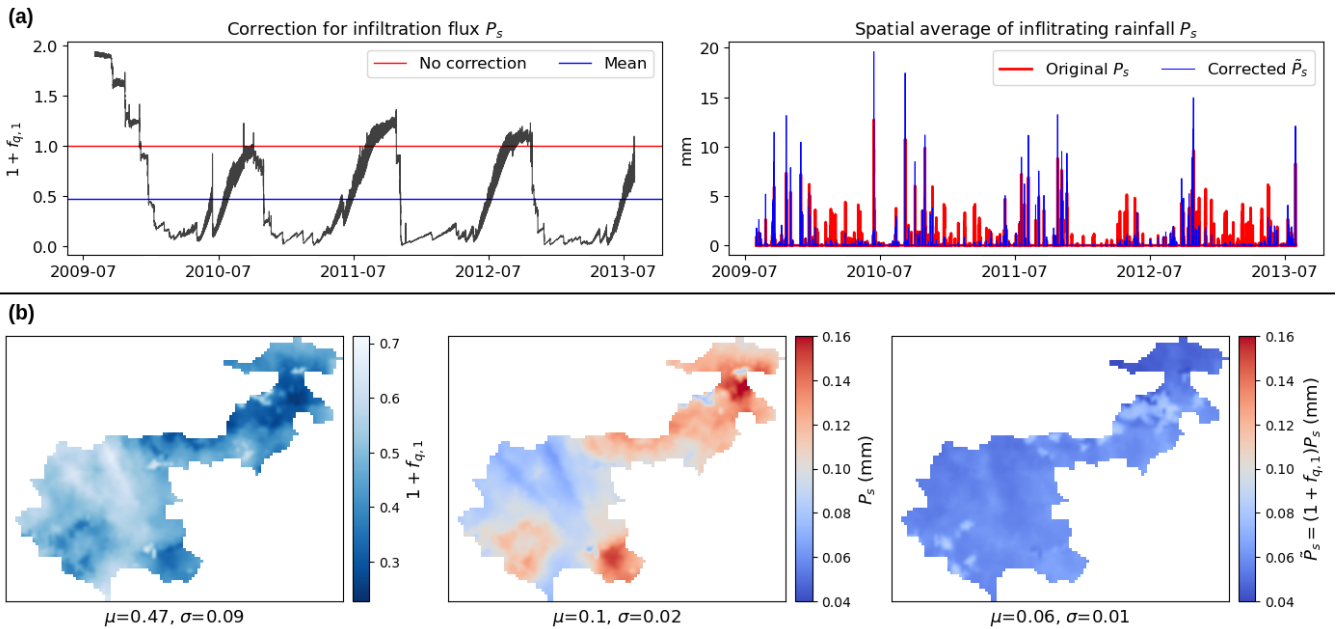 (a)
Correction for infiltration flux P_s
No correction
Mean
1 + f_{q,1}
2.0
1.5
1.0
0.5
0.0
2009-07
2010-07
2011-07
2012-07
2013-07
Spatial average of inflitrating rainfall P_s
Original P_s
Corrected P̃_s
mm
20
15
10
5
0
2009-07
2010-07
2011-07
2012-07
2013-07
(b)
0.7
0.6
0.5
0.4
0.3
1 + f_{q,1}
μ=0.47, σ=0.09
0.16
0.14
0.12
0.10
0.08
0.06
0.04
P_s (mm)
μ=0.1, σ=0.02
0.16
0.14
0.12
0.10
0.08
0.06
0.04
P̃_s = (1 + f_{q,1})P_s (mm)
μ=0.06, σ=0.01